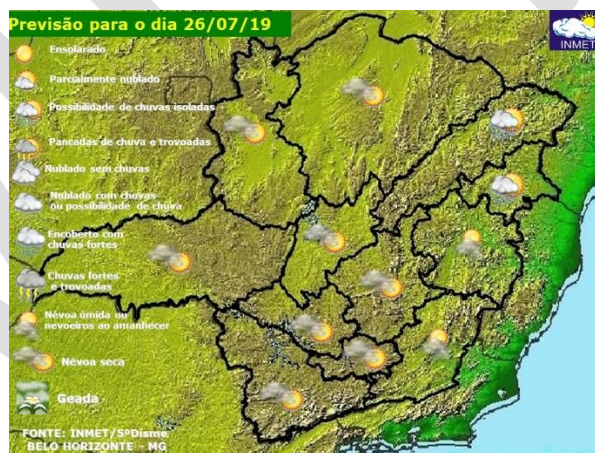 Previsão para o dia 26/07/19
INMET
Ensolarado
Parcialmente nublado
Possibilidade de chuvas isoladas
Pancadas de chuva e trovoadas
Nublado sem chuvas
Nublado com chuvas
ou possibilidade de chuva
Encoberto com
chuvas fortes
Chuvas fortes
e trovoadas
Névoa úmida ou
nevoeiros ao amanhecer
Névoa seca
Geada
FONTE: INMET/5ºDisme
BELO HORIZONTE - MG